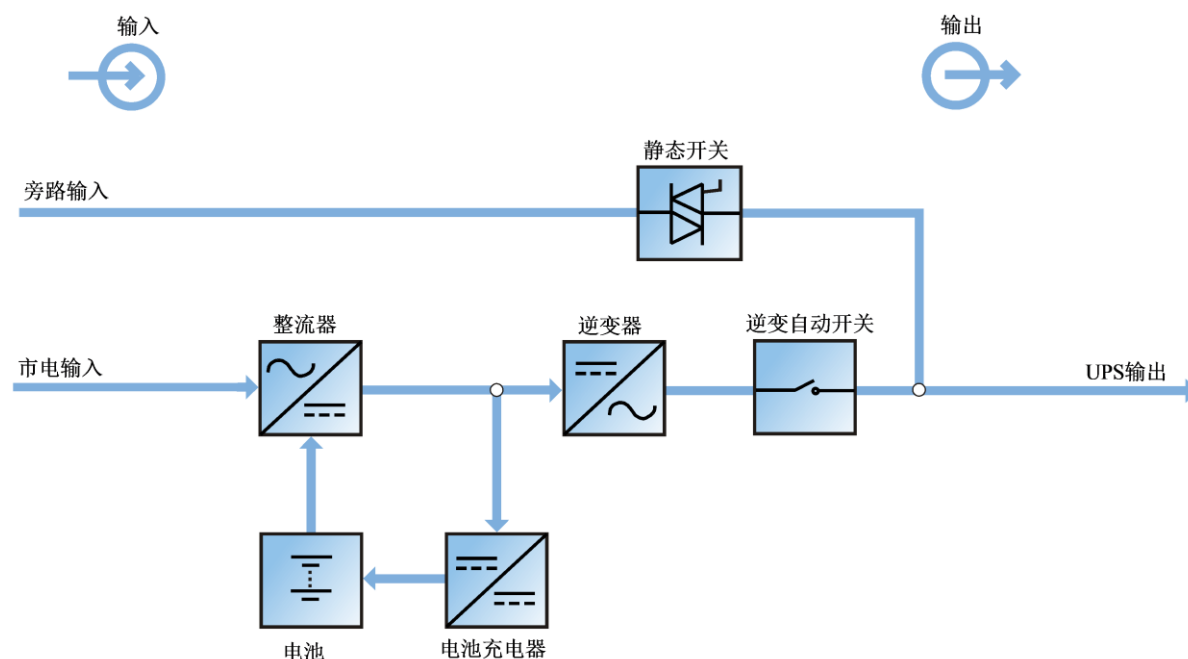 输入
输出
静态开关
旁路输入
整流器
逆变器
逆变自动开关
市电输入
UPS输出
电池
电池充电器